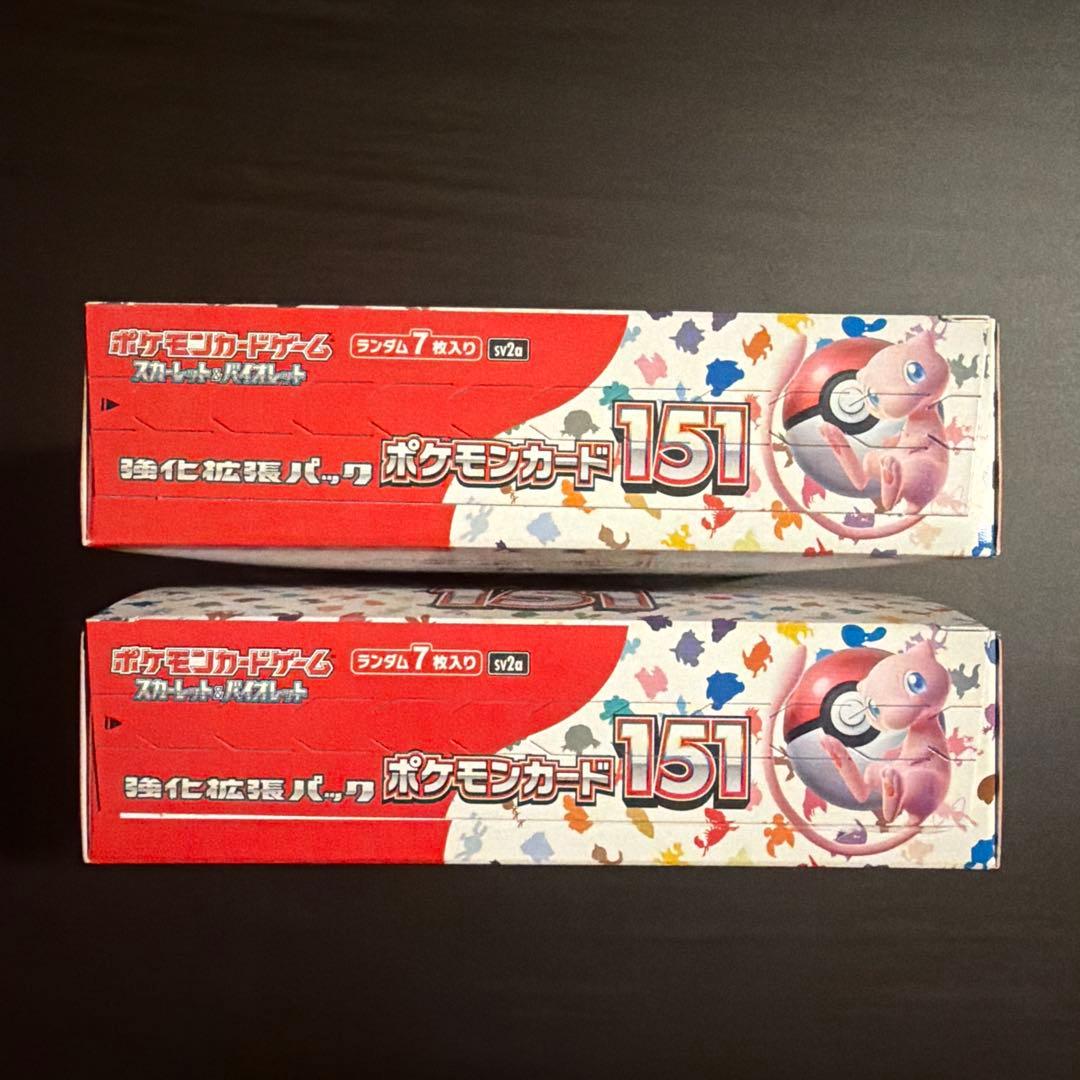 ポケモンカードゲーム
スカーレット&バイオレット
ランダム7枚入り sv2a
強化拡張パック ポケモンカード151
151
ポケモンカードゲーム
スカーレット&バイオレット
ランダム7枚入り sv2a
強化拡張パック ポケモンカード151